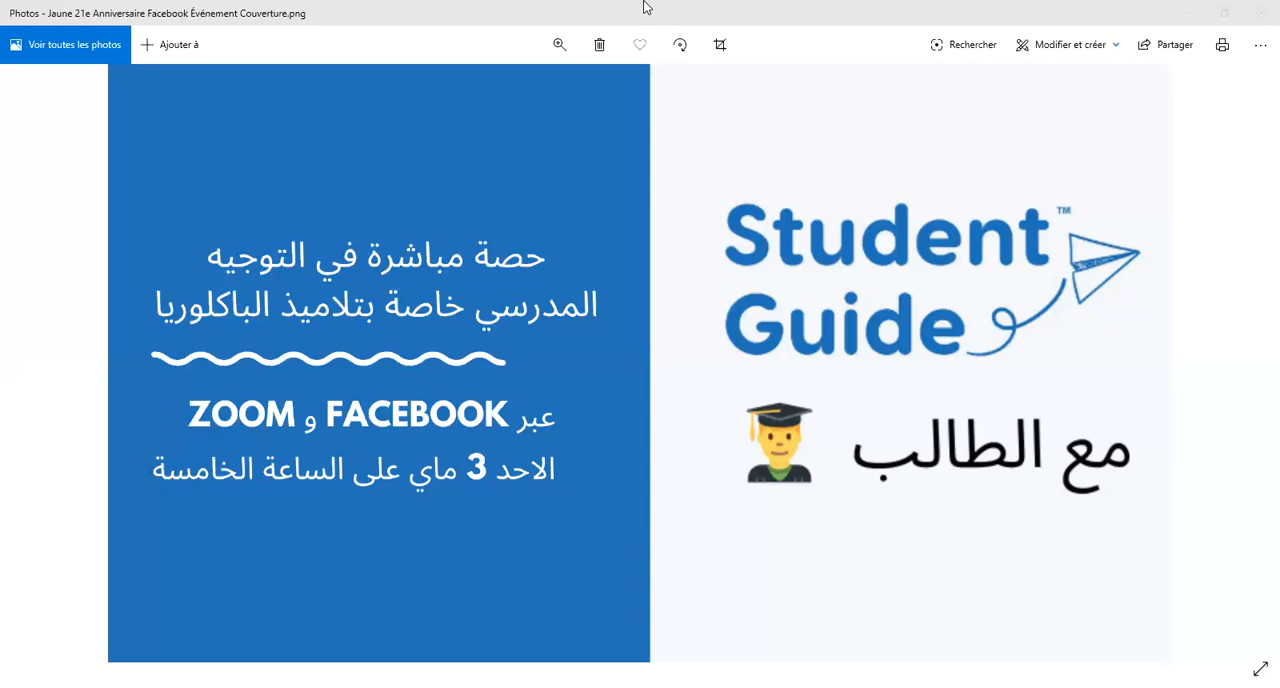 Photos - Jaune 21e Anniversaire Facebook Événement Couverture.png
Voir toutes les photos
Ajouter à
Rechercher
Modifier et créer
Partager
حصة مباشرة في التوجيه
المدرسي خاصة بتلاميذ الباكلوريا
عبر FACEBOOK و ZOOM
الاحد 3 ماي على الساعة الخامسة
Student™
Guide
مع الطالب